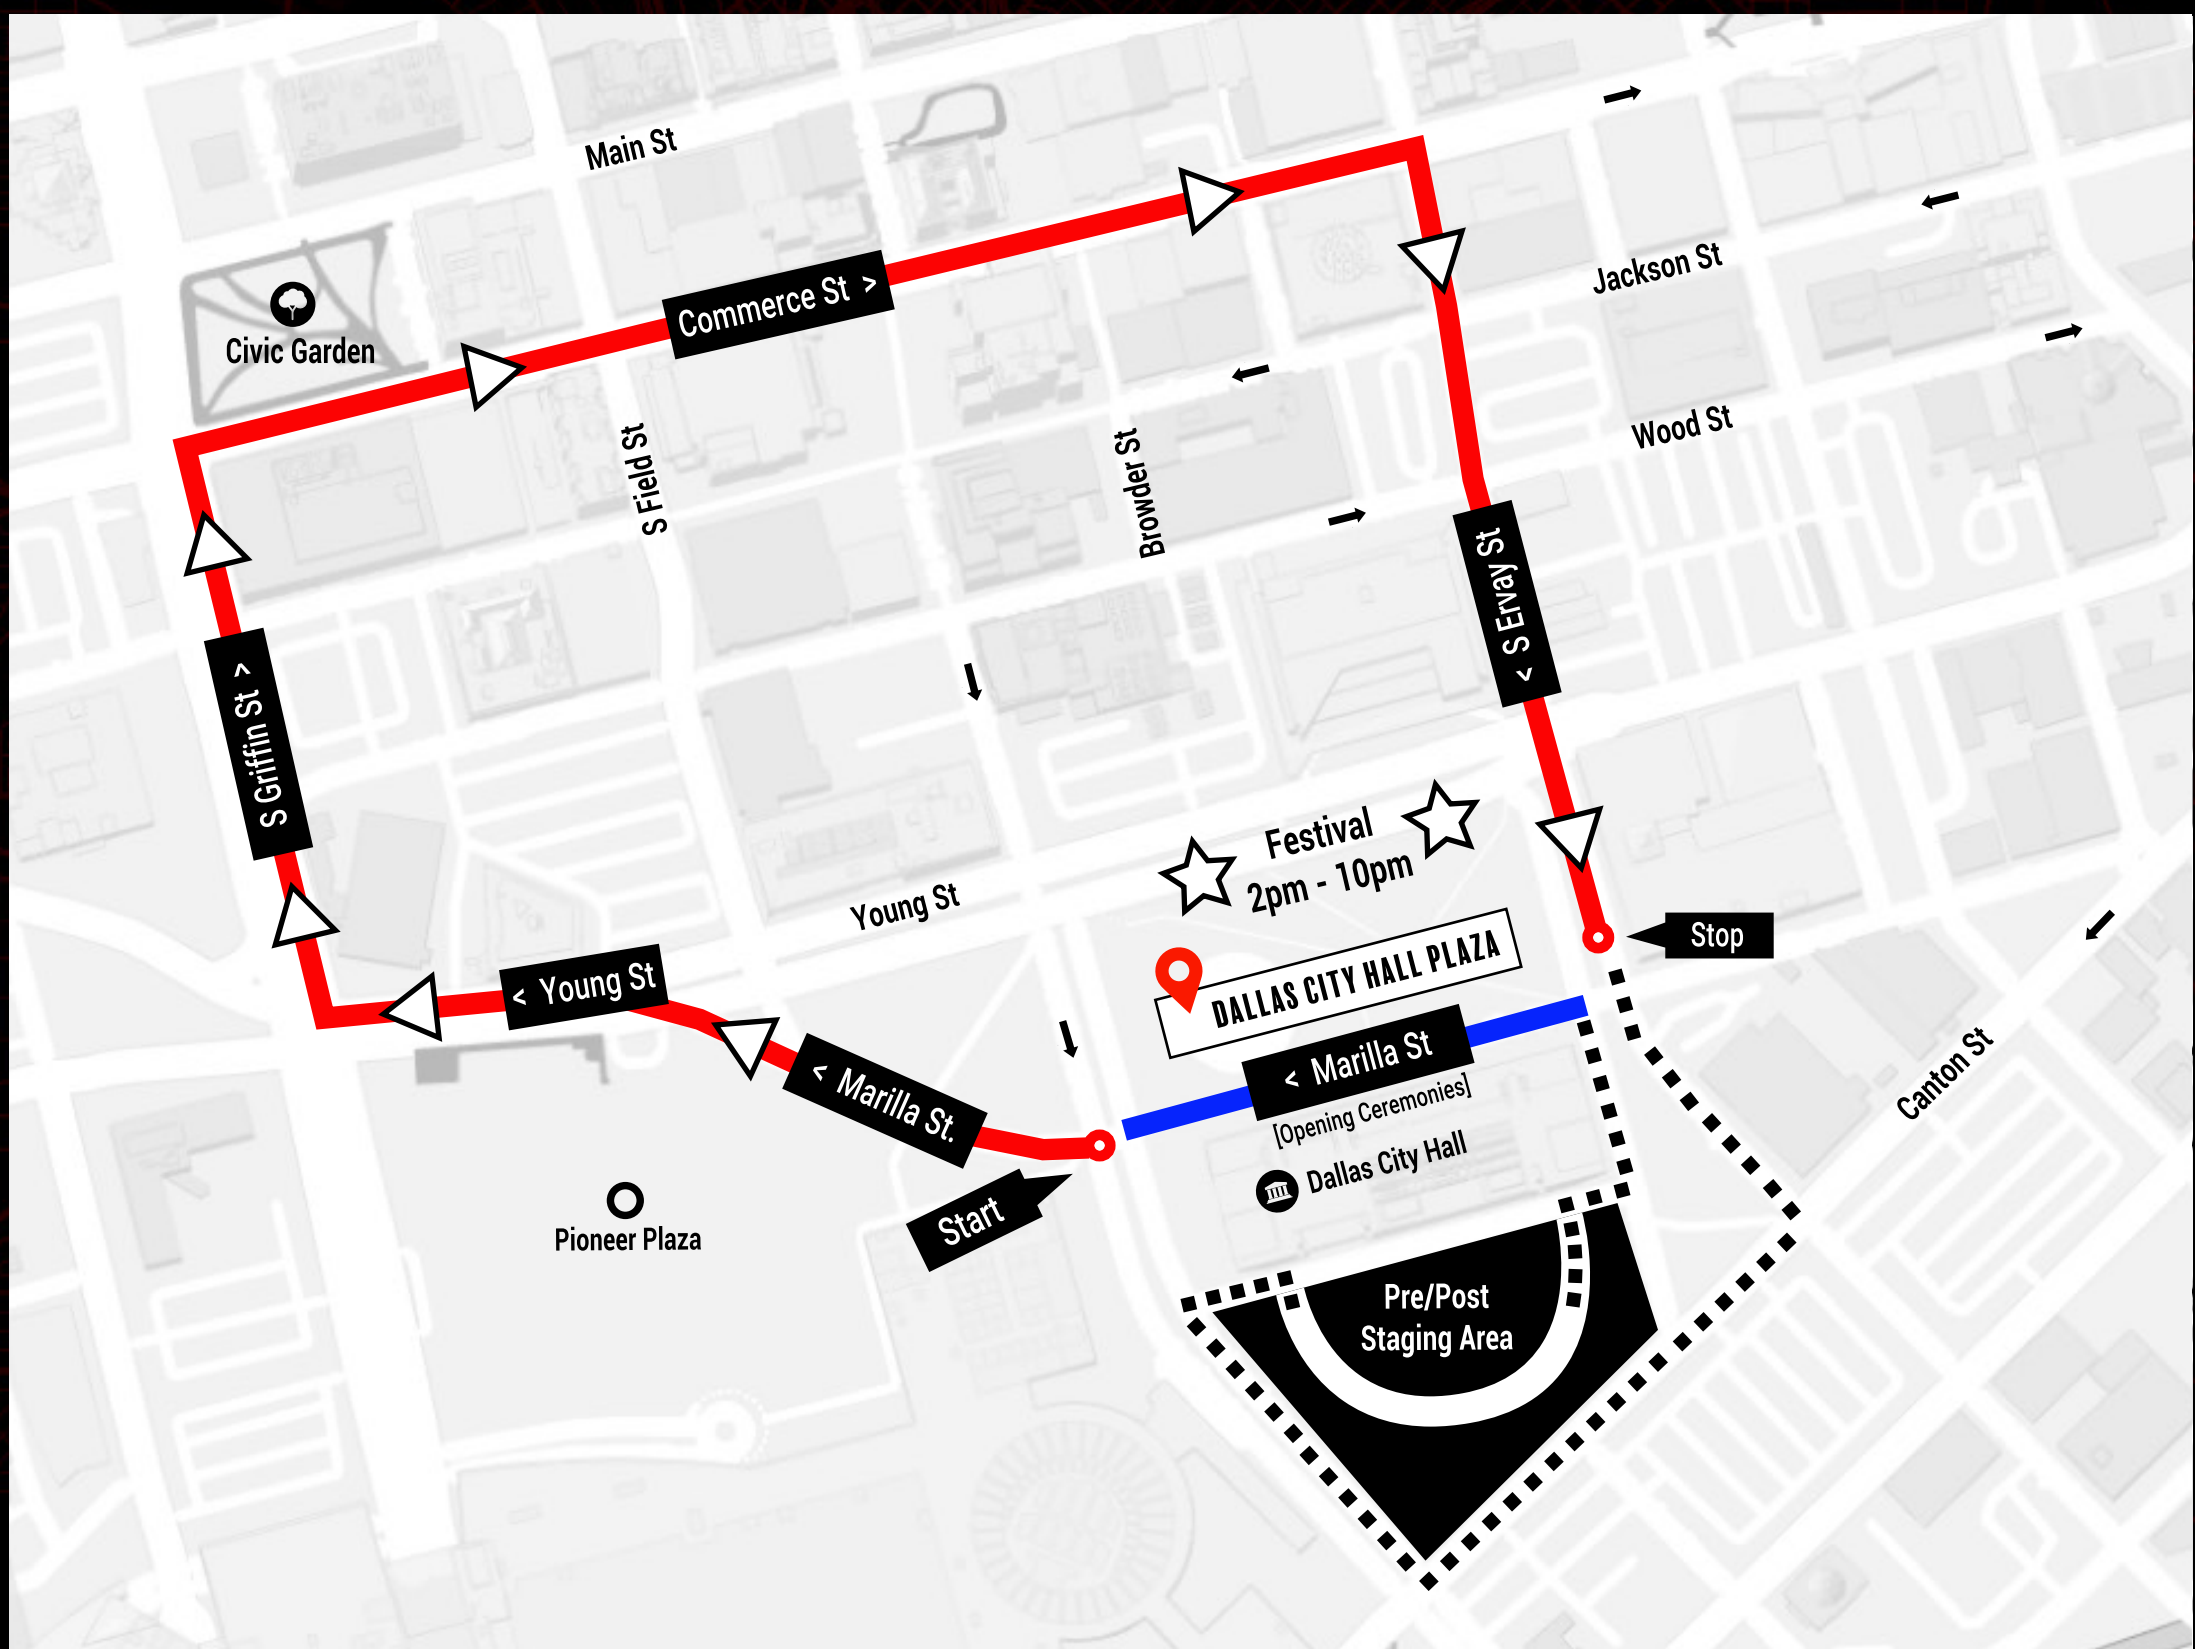 Main St
Civic Garden
Commerce St >
Jackson St
Wood St
S Field St
Browder St
< S Ervay St
S Griffin St >
Festival
2pm - 10pm
Young St
DALLAS CITY HALL PLAZA
Stop
< Young St
< Marilla St
[Opening Ceremonies]
Dallas City Hall
< Marilla St.
Canton St
Start
Pioneer Plaza
Pre/Post
Staging Area